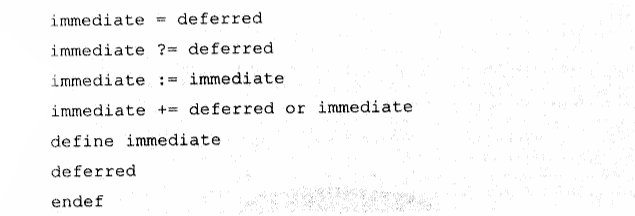 immediate = deferred
immediate ?= deferred
immediate := immediate
immediate += deferred or immediate
define immediate
deferred
endef